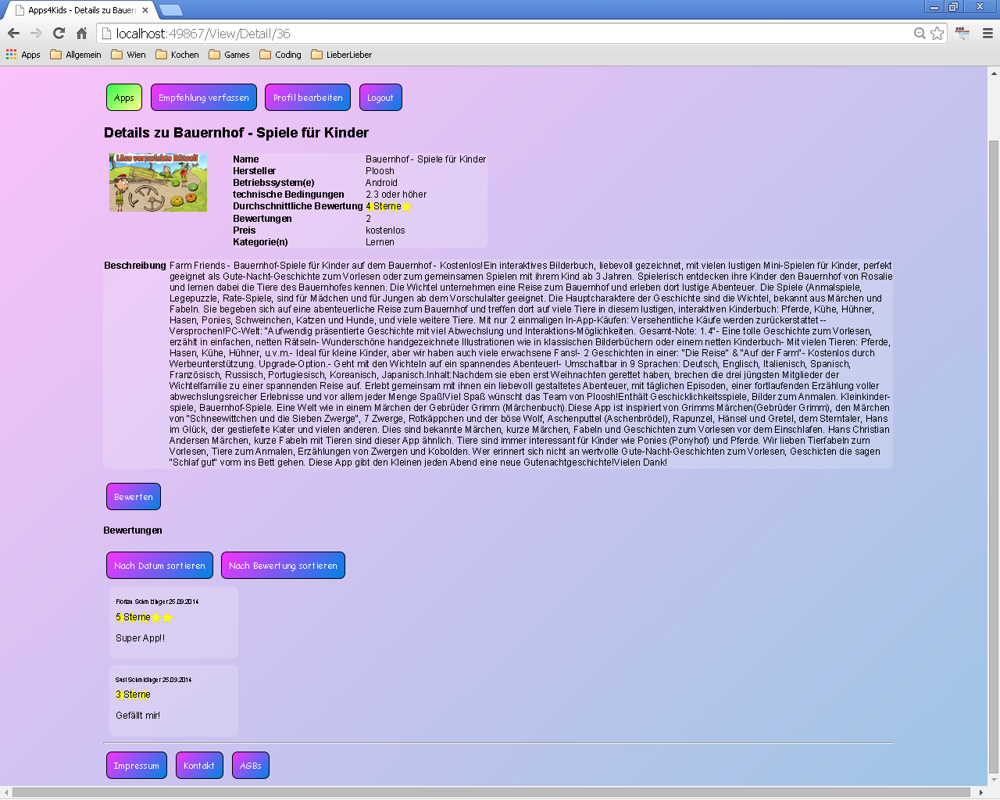 Apps4Kids - Details zu Bauer
localhost:49867/View/Detail/36
Apps Allgemein Wien Kochen Games Coding LieberLieber
Apps Empfehlung verfassen Profil bearbeiten Logout
Details zu Bauernhof - Spiele für Kinder
Löse verzwickte Rätsel!
Name Bauernhof - Spiele für Kinder
Hersteller Ploosh
Betriebssystem(e) Android
technische Bedingungen 2.3 oder höher
Durchschnittliche Bewertung 4 Sterne
Bewertungen 2
Preis kostenlos
Kategorie(n) Lernen
Beschreibung Farm Friends - Bauernhof-Spiele für Kinder auf dem Bauernhof - Kostenlos!Ein interaktives Bilderbuch, liebevoll gezeichnet, mit vielen lustigen Mini-Spielen für Kinder, perfekt
geeignet als Gute-Nacht-Geschichte zum Vorlesen oder zum gemeinsamen Spielen mit ihrem Kind ab 3 Jahren. Spielerisch entdecken ihre Kinder den Bauernhof von Rosalie
und lernen dabei die Tiere des Bauernhofes kennen. Die Wichtel unternehmen eine Reise zum Bauernhof und erleben dort lustige Abenteuer. Die Spiele (Anmalspiele,
Legepuzzle, Rate-Spiele, sind für Mädchen und für Jungen ab dem Vorschulalter geeignet. Die Hauptcharaktere der Geschichte sind die Wichtel, bekannt aus Märchen und
Fabeln. Sie begeben sich auf eine abenteuerliche Reise zum Bauernhof und treffen dort auf viele Tiere in diesem lustigen, interaktiven Kinderbuch: Pferde, Kühe, Hühner,
Hasen, Ponies, Schweinchen, Katzen und Hunde, und viele weitere Tiere. Mit nur 2 einmaligen In-App-Käufen: Versehentliche Käufe werden zurückerstattet --
Versprochen!PC-Welt: "Aufwendig präsentierte Geschichte mit viel Abwechslung und Interaktions-Möglichkeiten. Gesamt-Note: 1.4"- Eine tolle Geschichte zum Vorlesen,
erzählt in einfachen, netten Rätseln- Wunderschöne handgezeichnete Illustrationen wie in klassischen Bilderbüchern oder einem netten Kinderbuch- Mit vielen Tieren: Pferde,
Hasen, Kühe, Hühner, u.v.m.- Ideal für kleine Kinder, aber wir haben auch viele erwachsene Fans!- 2 Geschichten in einer: "Die Reise" & "Auf der Farm"- Kostenlos durch
Werbeunterstützung. Upgrade-Option.- Geht mit den Wichteln auf ein spannendes Abenteuer!- Umschaltbar in 9 Sprachen: Deutsch, Englisch, Italienisch, Spanisch,
Französisch, Russisch, Portugiesisch, Koreanisch, Japanisch.Inhalt:Nachdem sie eben erst Weihnachten gerettet haben, brechen die drei jüngsten Mitglieder der
Wichtelfamilie zu einer spannenden Reise auf. Erlebt gemeinsam mit ihnen ein liebevoll gestaltetes Abenteuer, mit täglichen Episoden, einer fortlaufenden Erzählung voller
abwechslungsreicher Erlebnisse und vor allem jeder Menge Spaß!Viel Spaß wünscht das Team von Ploosh!Enthält Geschicklichkeitsspiele, Bilder zum Anmalen. Kleinkinder-
spiele, Bauernhof-Spiele. Eine Welt wie in einem Märchen der Gebrüder Grimm (Märchenbuch).Diese App ist inspiriert von Grimms Märchen(Gebrüder Grimm), den Märchen
von "Schneewittchen und die Sieben Zwerge", 7 Zwerge, Rotkäppchen und der böse Wolf, Aschenputtel (Aschenbrödel), Rapunzel, Hänsel und Gretel, dem Sterntaler, Hans
im Glück, der gestiefelte Kater und vielen anderen. Dies sind bekannte Märchen, kurze Märchen, Fabeln und Geschichten zum Vorlesen vor dem Einschlafen. Hans Christian
Andersen Märchen, kurze Fabeln mit Tieren sind dieser App ähnlich. Tiere sind immer interessant für Kinder wie Ponies (Ponyhof) und Pferde. Wir lieben Tierfabeln zum
Vorlesen, Tiere zum Anmalen, Erzählungen von Zwergen und Kobolden. Wer erinnert sich nicht an wertvolle Gute-Nacht-Geschichten zum Vorlesen, Geschicten die sagen
"Schlaf gut" vorm ins Bett gehen. Diese App gibt den Kleinen jeden Abend eine neue Gutenachtgeschichte!Vielen Dank!
Bewerten
Bewertungen
Nach Datum sortieren Nach Bewertung sortieren
Florian Schmidinger 25.09.2014
5 Sterne
Super App!!
Susi Schmidinger 25.09.2014
3 Sterne
Gefällt mir!
Impressum Kontakt AGBs